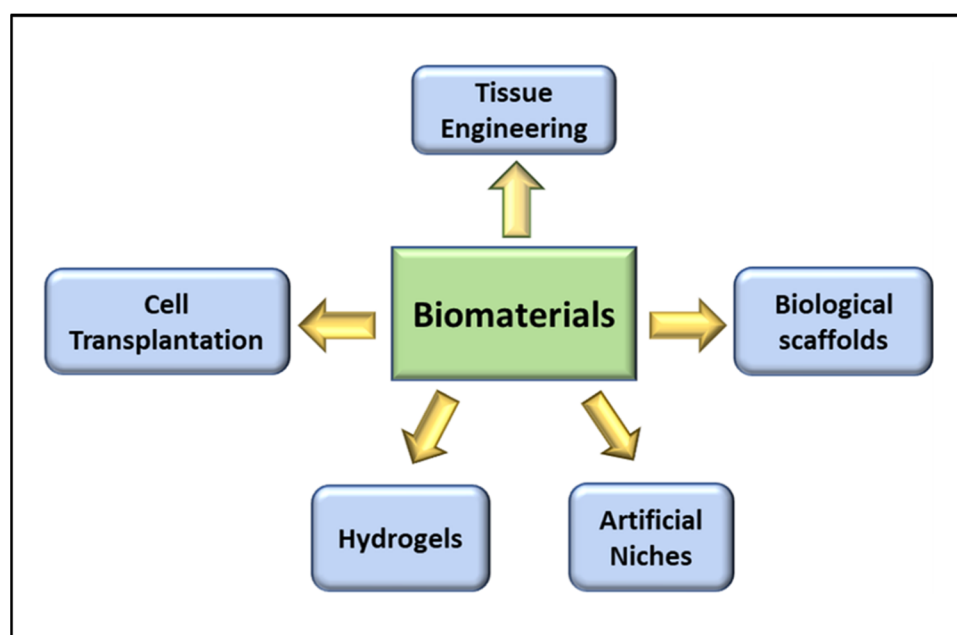 Tissue
Engineering
Cell
Transplantation
Biomaterials
Biological
scaffolds
Hydrogels
Artificial
Niches